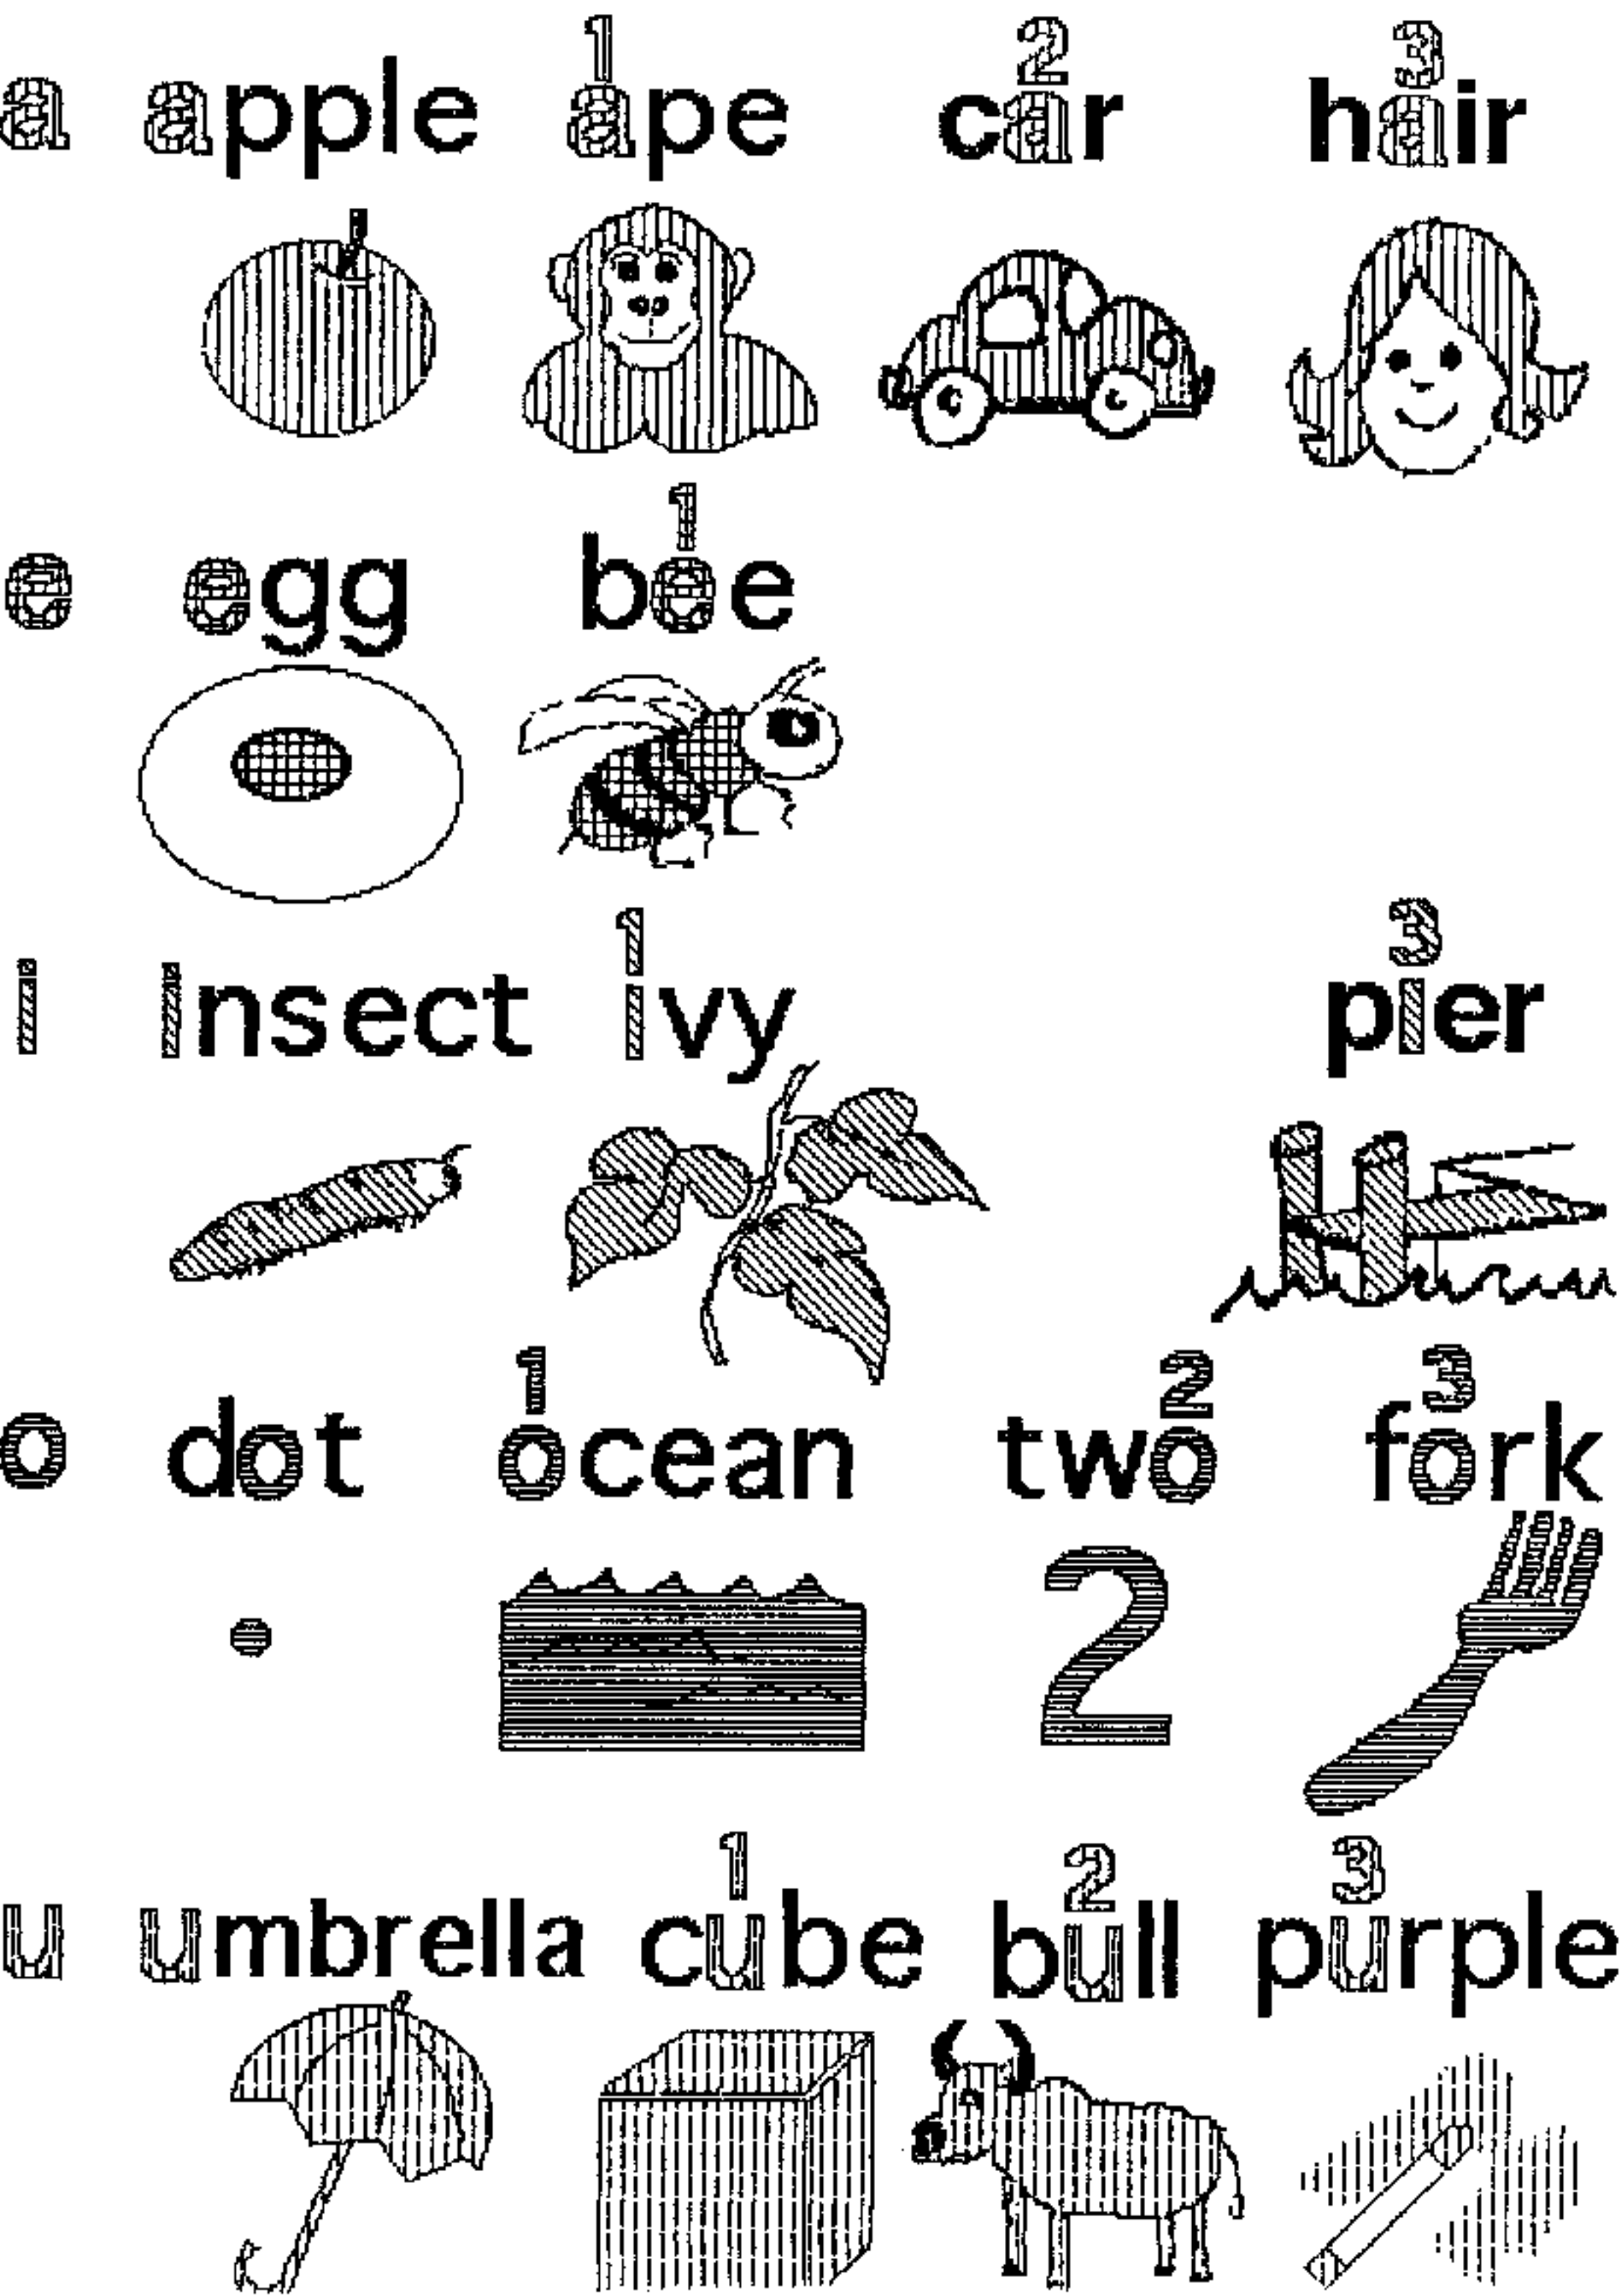 1 2 3
a apple ape car hair
1
e egg bee
1 3
i insect ivy pier
1 2 3
o dot ocean two fork
2
1 2 3
u umbrella cube bull purple